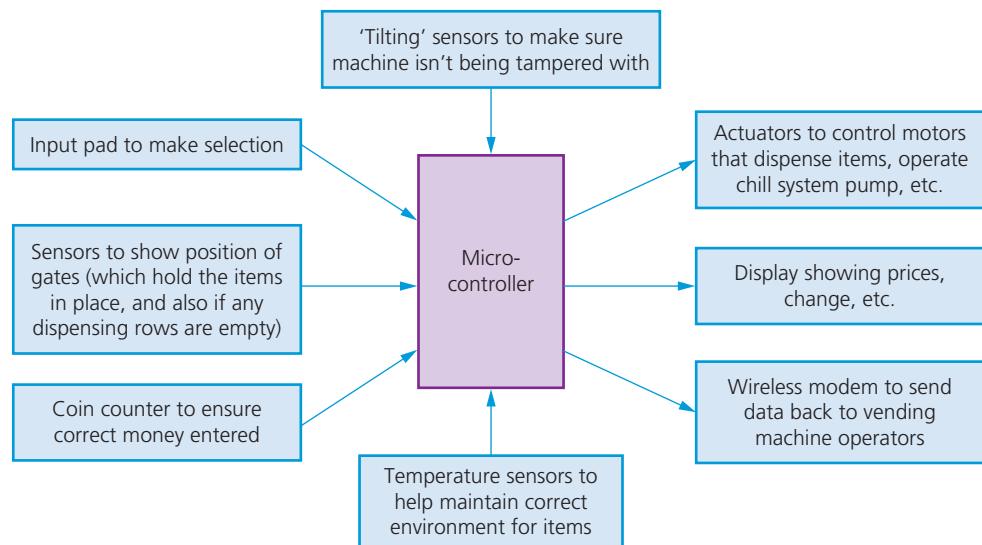 ‘Tilting’ sensors to make sure
machine isn’t being tampered with
Input pad to make selection
Sensors to show position of
gates (which hold the items
in place, and also if any
dispensing rows are empty)
Coin counter to ensure
correct money entered
Micro-
controller
Temperature sensors to
help maintain correct
environment for items
Actuators to control motors
that dispense items, operate
chill system pump, etc.
Display showing prices,
change, etc.
Wireless modem to send
data back to vending
machine operators